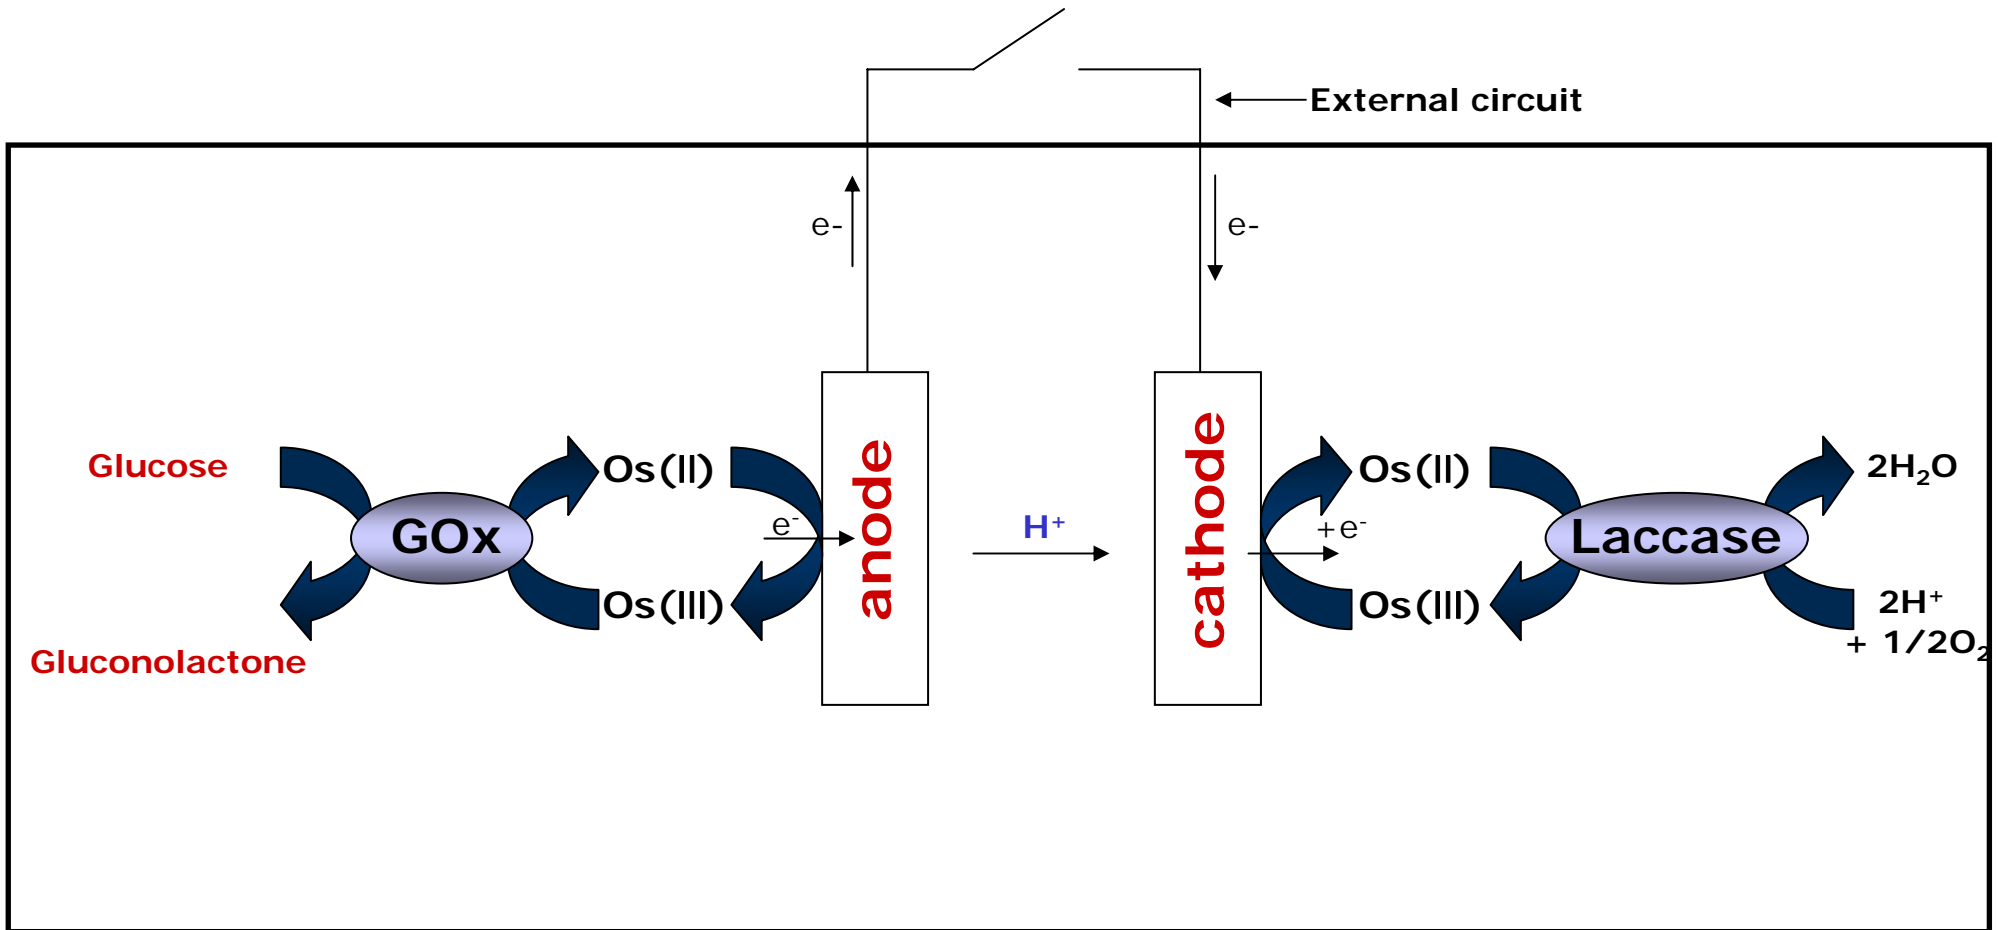 External circuit
e-
e-
Glucose
Os(II)
Os(II)
2H₂O
GOx
e⁻
anode
H⁺
cathode
+e⁻
Laccase
Os(III)
Os(III)
2H⁺
+ 1/2O₂
Gluconolactone